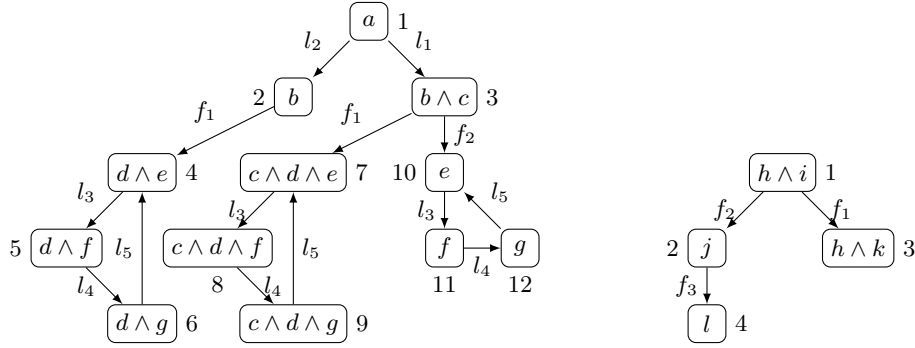 a 1
l₂ l₁
2 b b ∧ c 3
f₁ f₁ f₂
d ∧ e 4 c ∧ d ∧ e 7 10 e h ∧ i 1
l₃ l₃ l₃ l₅ f₂ f₁
5 d ∧ f l₅ c ∧ d ∧ f l₅ f g 2 j h ∧ k 3
l₄ l₄ l₄
8 11 12 f₃
d ∧ g 6 c ∧ d ∧ g 9 l 4